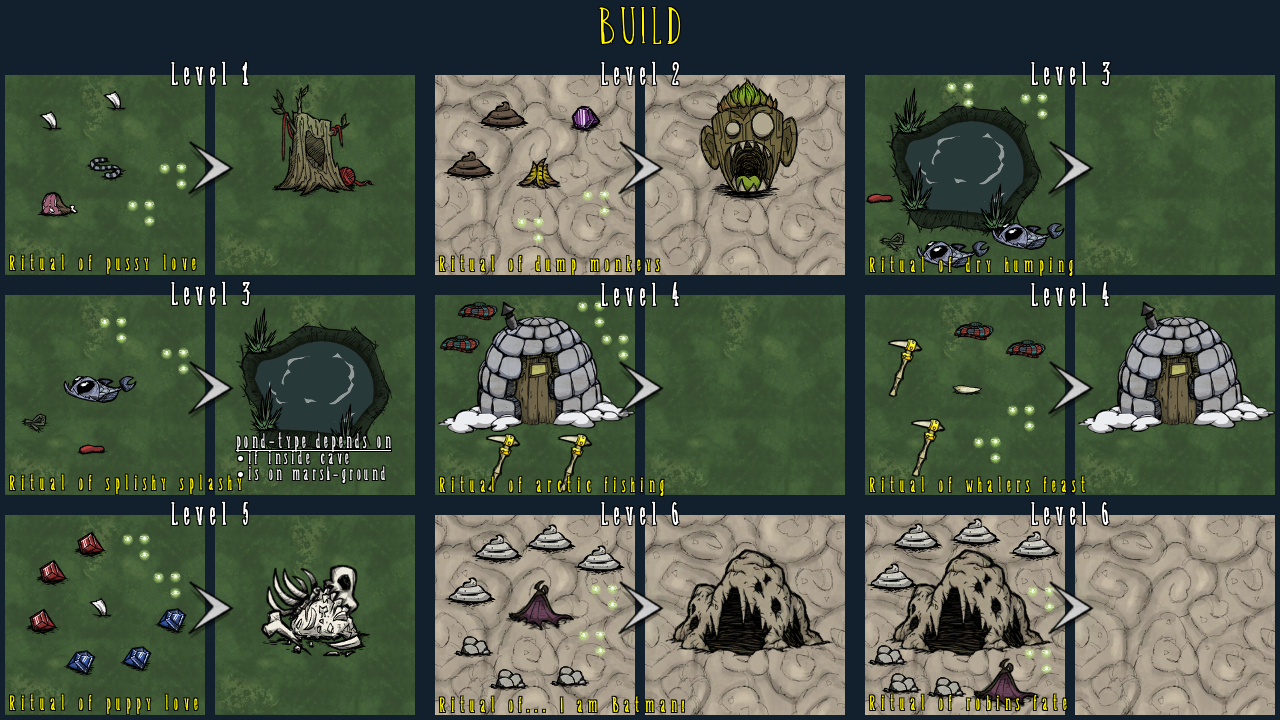 BUILD
Level 1
Level 2
Level 3
Ritual of pussy love
Ritual of dump monkeys
Ritual of dry humping
Level 3
Level 4
Level 4
pond-type depends on
• if inside cave
• is on marsh-ground
Ritual of splishy splashy
Ritual of arctic fishing
Ritual of whalers feast
Level 5
Level 6
Level 6
Ritual of puppy love
Ritual of... I am Batman!
Ritual of robins fate